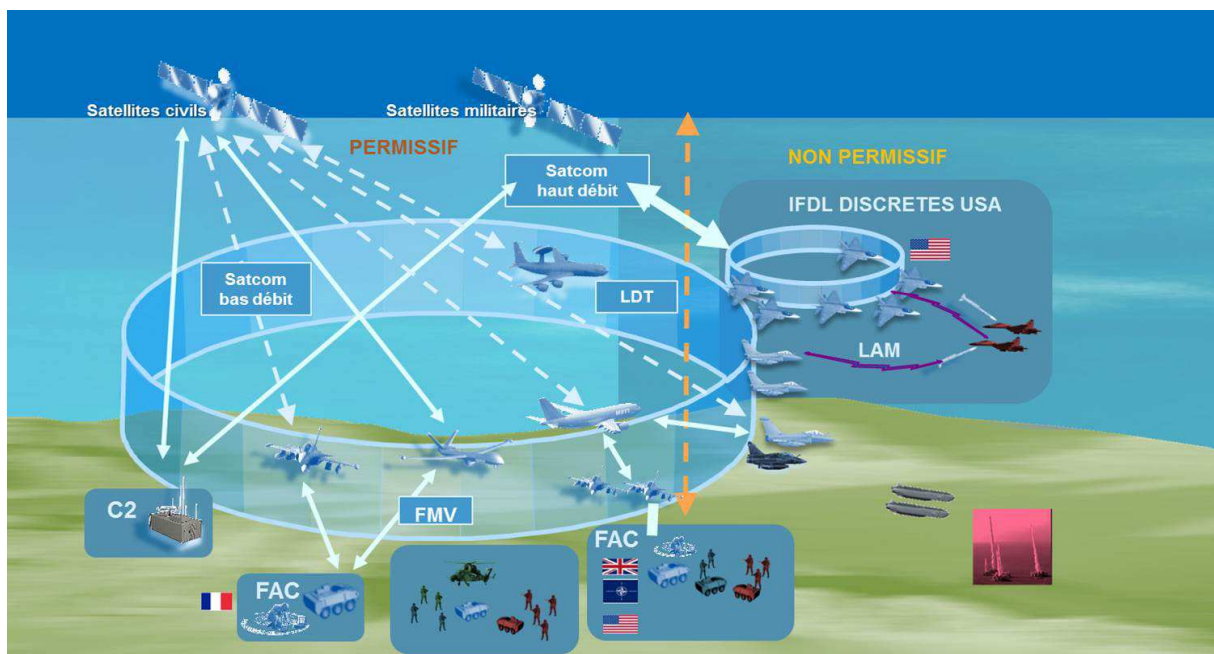 Satellites civils
Satellites militaires
PERMISSIF
NON PERMISSIF
Satcom
haut débit
IFDL DISCRETES USA
Satcom
bas débit
LDT
LAM
C2
FMV
FAC
FAC